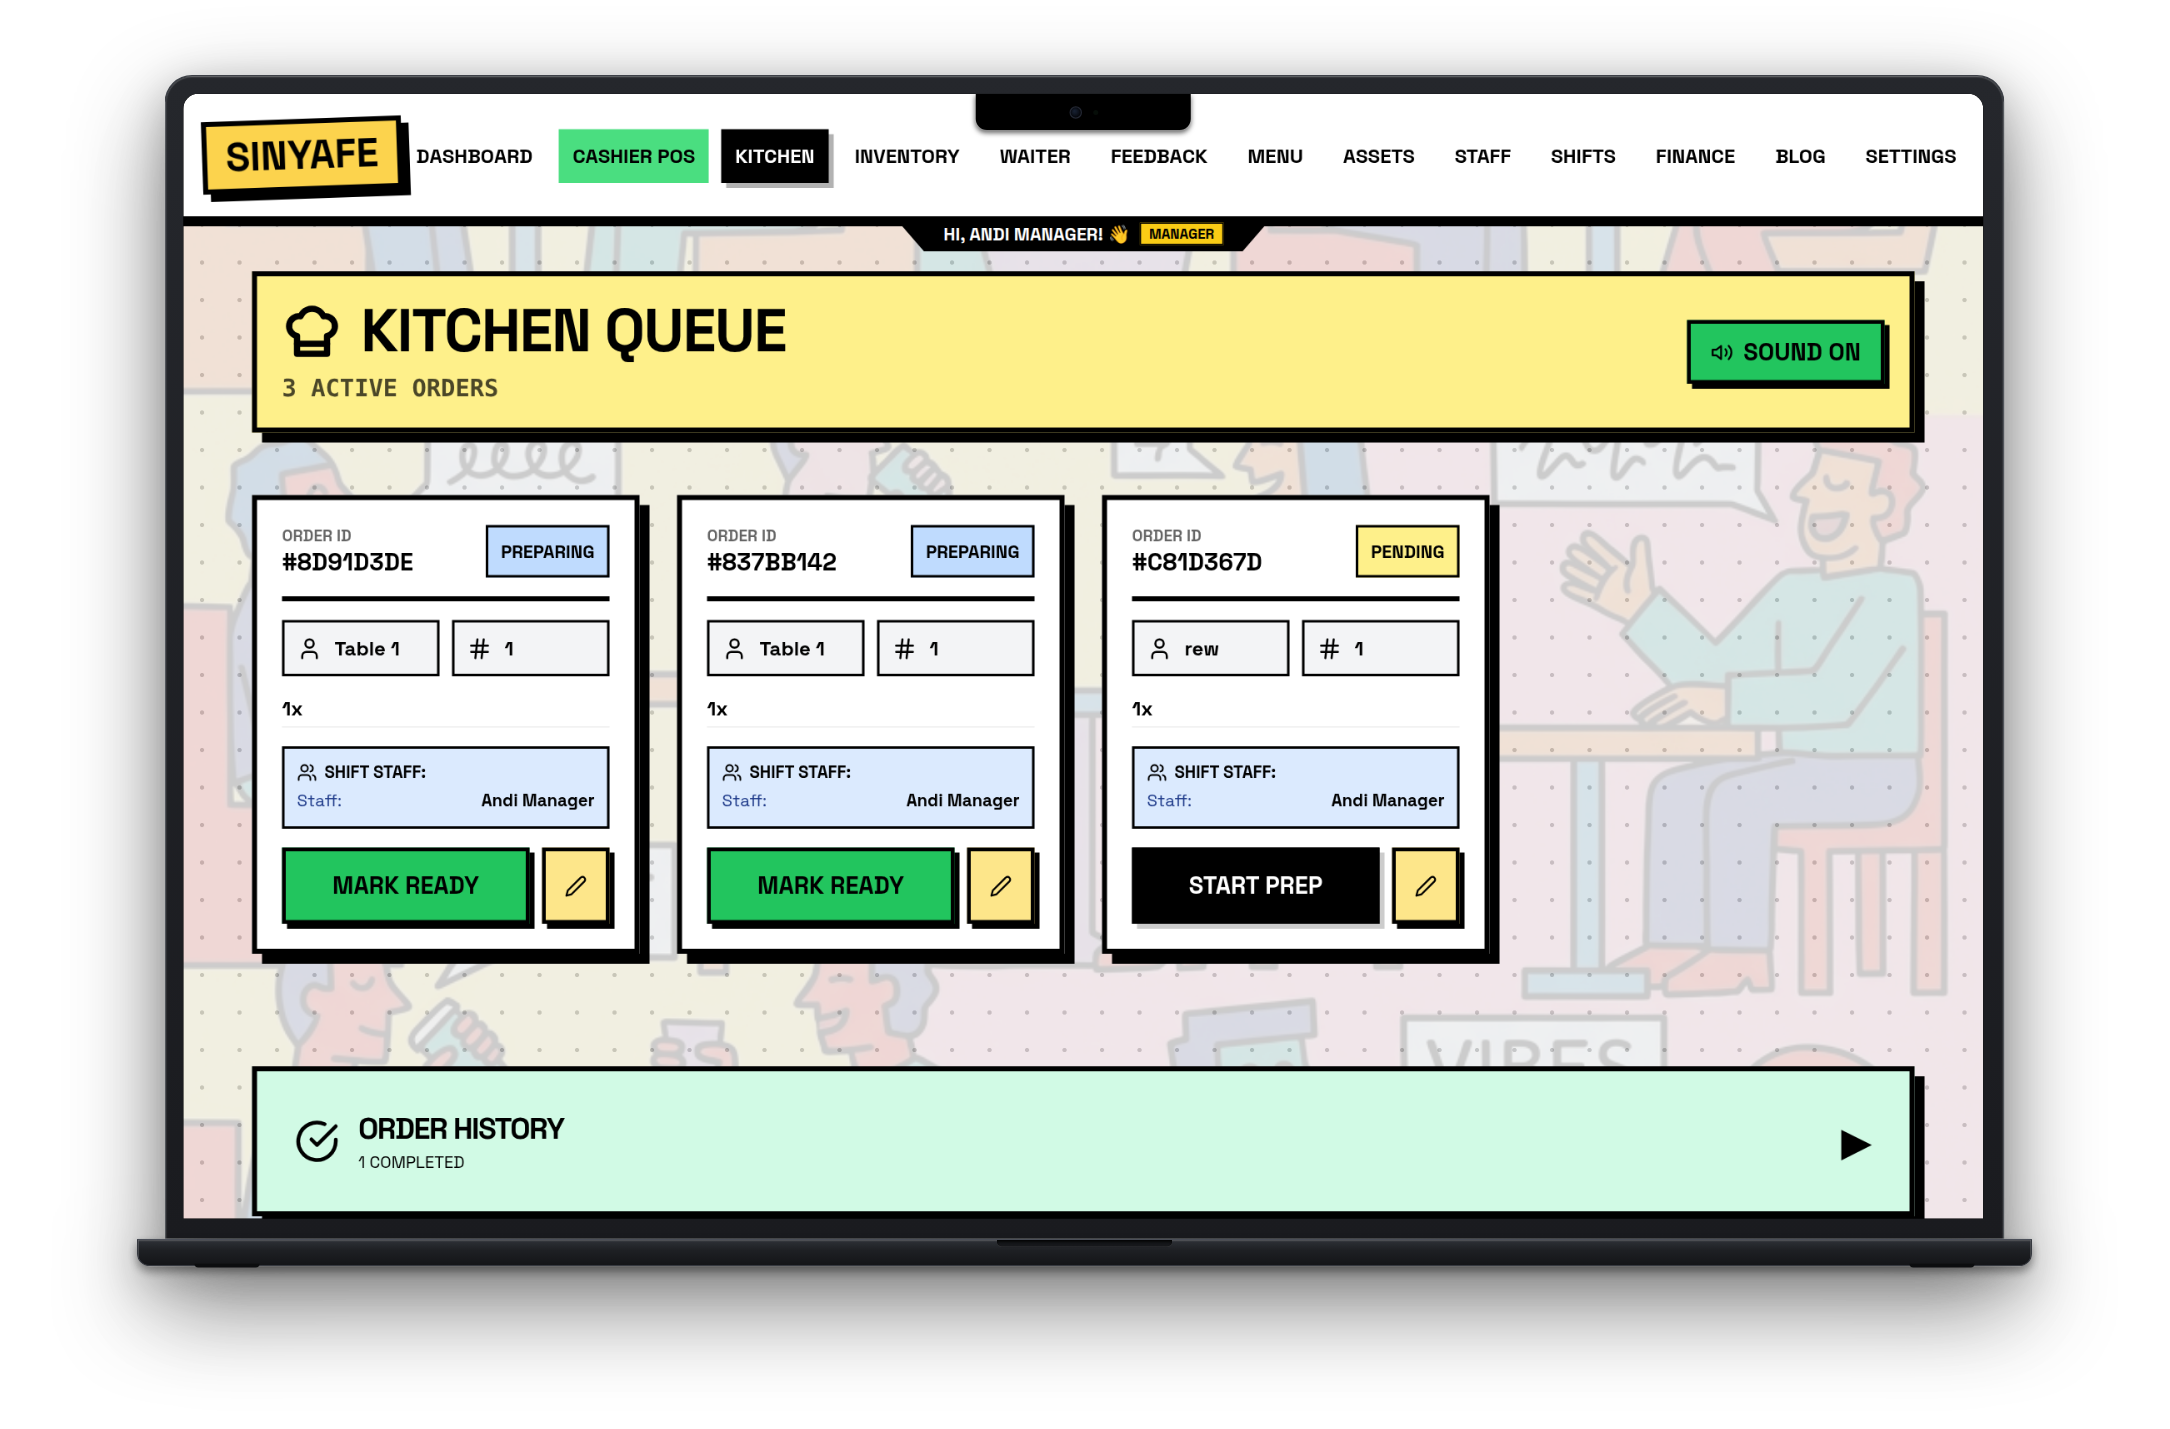 SINYAFE
DASHBOARD CASHIER POS KITCHEN INVENTORY WAITER FEEDBACK MENU ASSETS STAFF SHIFTS FINANCE BLOG SETTINGS
HI, ANDI MANAGER! 👋 MANAGER
KITCHEN QUEUE
3 ACTIVE ORDERS
SOUND ON
ORDER ID
#8D91D3DE
PREPARING
Table 1 # 1
1x
SHIFT STAFF:
Staff: Andi Manager
MARK READY
ORDER ID
#837BB142
PREPARING
Table 1 # 1
1x
SHIFT STAFF:
Staff: Andi Manager
MARK READY
ORDER ID
#C81D367D
PENDING
rew # 1
1x
SHIFT STAFF:
Staff: Andi Manager
START PREP
VIBES
ORDER HISTORY
1 COMPLETED